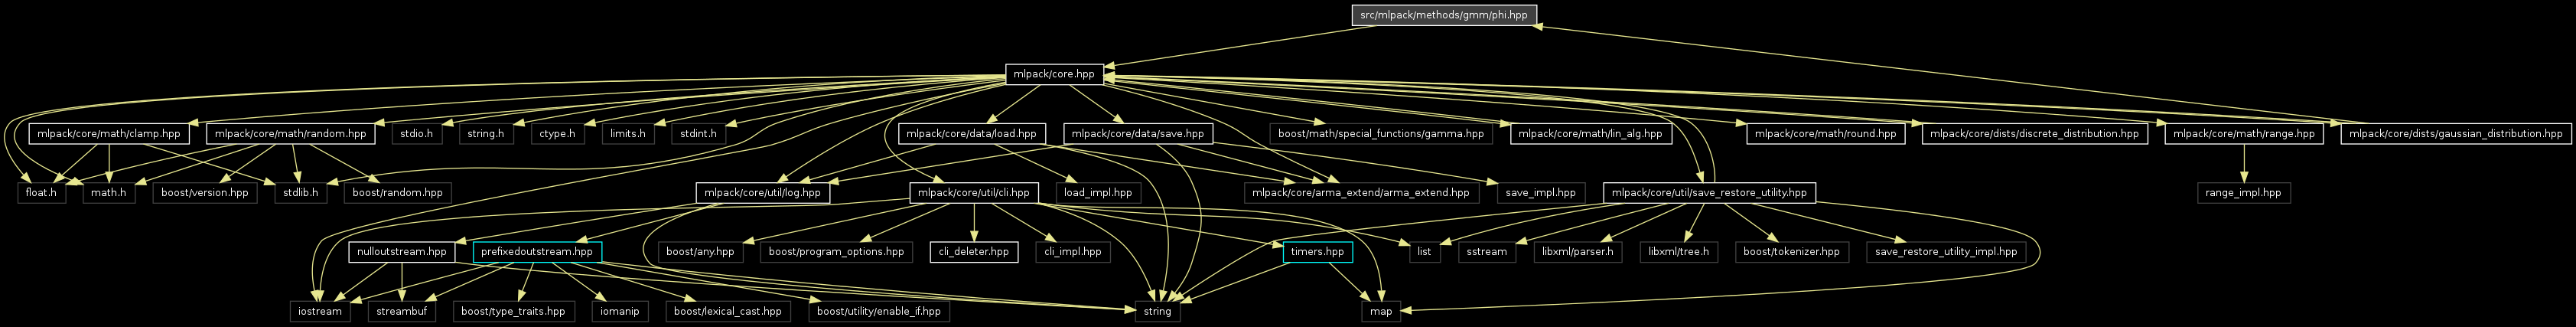 src/mlpack/methods/gmm/phi.hpp
mlpack/core.hpp
mlpack/core/math/clamp.hpp
mlpack/core/math/random.hpp
stdio.h
string.h
ctype.h
limits.h
stdint.h
mlpack/core/data/load.hpp
mlpack/core/data/save.hpp
boost/math/special_functions/gamma.hpp
mlpack/core/math/lin_alg.hpp
mlpack/core/math/round.hpp
mlpack/core/dists/discrete_distribution.hpp
mlpack/core/math/range.hpp
mlpack/core/dists/gaussian_distribution.hpp
float.h
math.h
boost/version.hpp
stdlib.h
boost/random.hpp
mlpack/core/util/log.hpp
mlpack/core/util/cli.hpp
load_impl.hpp
mlpack/core/arma_extend/arma_extend.hpp
save_impl.hpp
mlpack/core/util/save_restore_utility.hpp
range_impl.hpp
nulloutstream.hpp
prefixedoutstream.hpp
boost/any.hpp
boost/program_options.hpp
cli_deleter.hpp
cli_impl.hpp
timers.hpp
list
sstream
libxml/parser.h
libxml/tree.h
boost/tokenizer.hpp
save_restore_utility_impl.hpp
iostream
streambuf
boost/type_traits.hpp
iomanip
boost/lexical_cast.hpp
boost/utility/enable_if.hpp
string
map